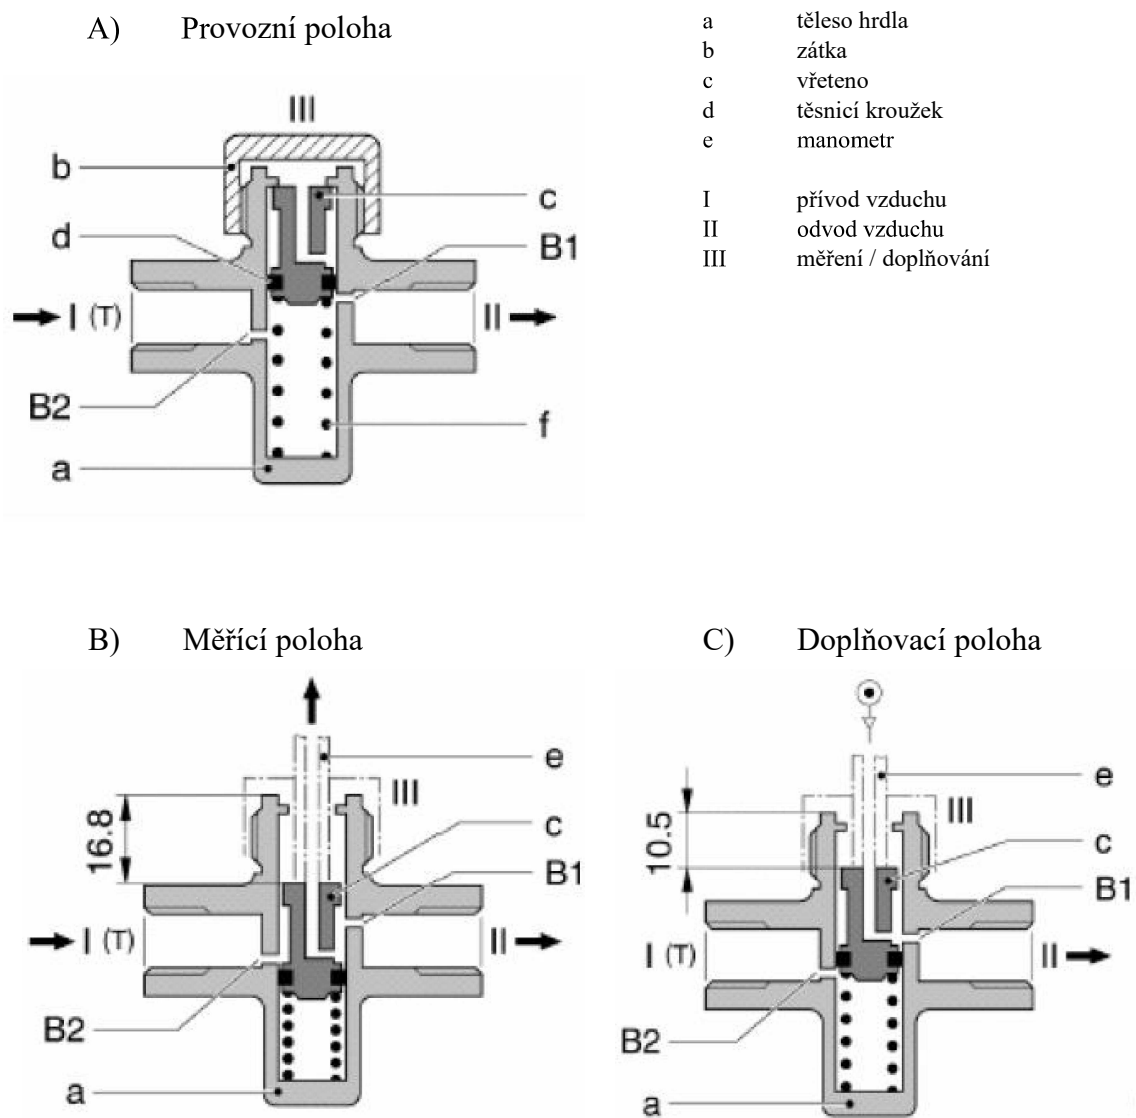 A) Provozní poloha
a těleso hrdla
b zátka
c vřeteno
d těsnicí kroužek
e manometr
I přívod vzduchu
II odvod vzduchu
III měření / doplňování
III
b
c
d
B1
I (T)
II
B2
f
a
B) Měřící poloha
e
III
16.8
c
B1
I (T)
II
B2
a
C) Doplňovací poloha
e
III
10.5
c
B1
I (T)
II
B2
a